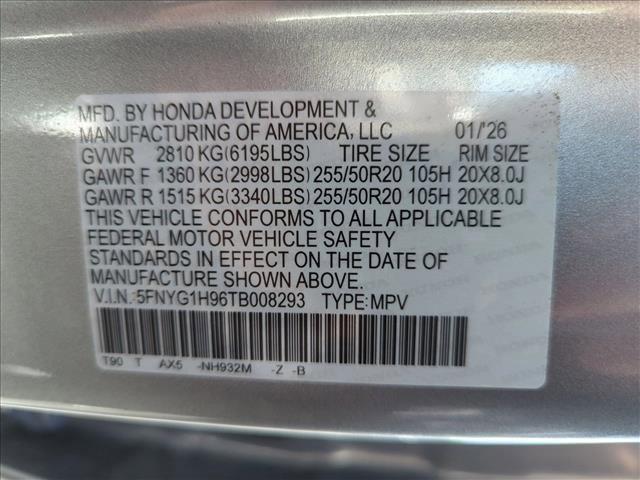 MFD. BY HONDA DEVELOPMENT &
MANUFACTURING OF AMERICA, LLC 01/'26
GVWR 2810 KG(6195LBS) TIRE SIZE RIM SIZE
GAWR F 1360 KG(2998LBS) 255/50R20 105H 20X8.0J
GAWR R 1515 KG(3340LBS) 255/50R20 105H 20X8.0J
THIS VEHICLE CONFORMS TO ALL APPLICABLE
FEDERAL MOTOR VEHICLE SAFETY
STANDARDS IN EFFECT ON THE DATE OF
MANUFACTURE SHOWN ABOVE.
V.I.N.:5FNYG1H96TB008293 TYPE:MPV
T90 T AX5 -NH932M -Z -B